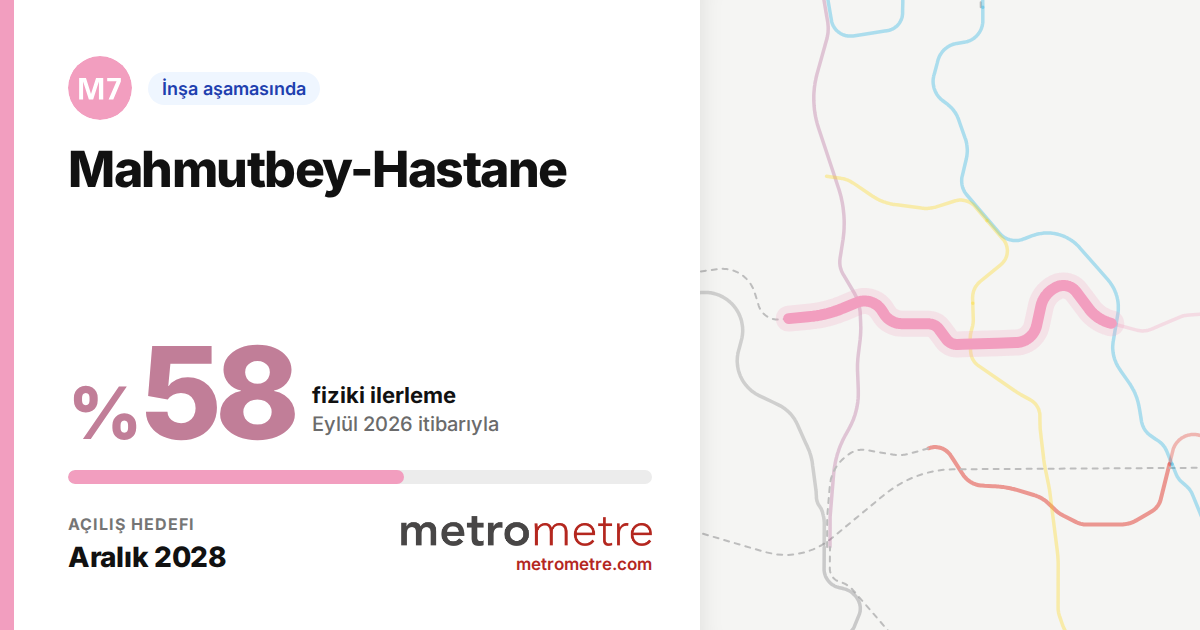 M7
İnşa aşamasında
Mahmutbey-Hastane
%58
fiziki ilerleme
Eylül 2026 itibarıyla
AÇILIŞ HEDEFİ
Aralık 2028
metrometre
metrometre.com